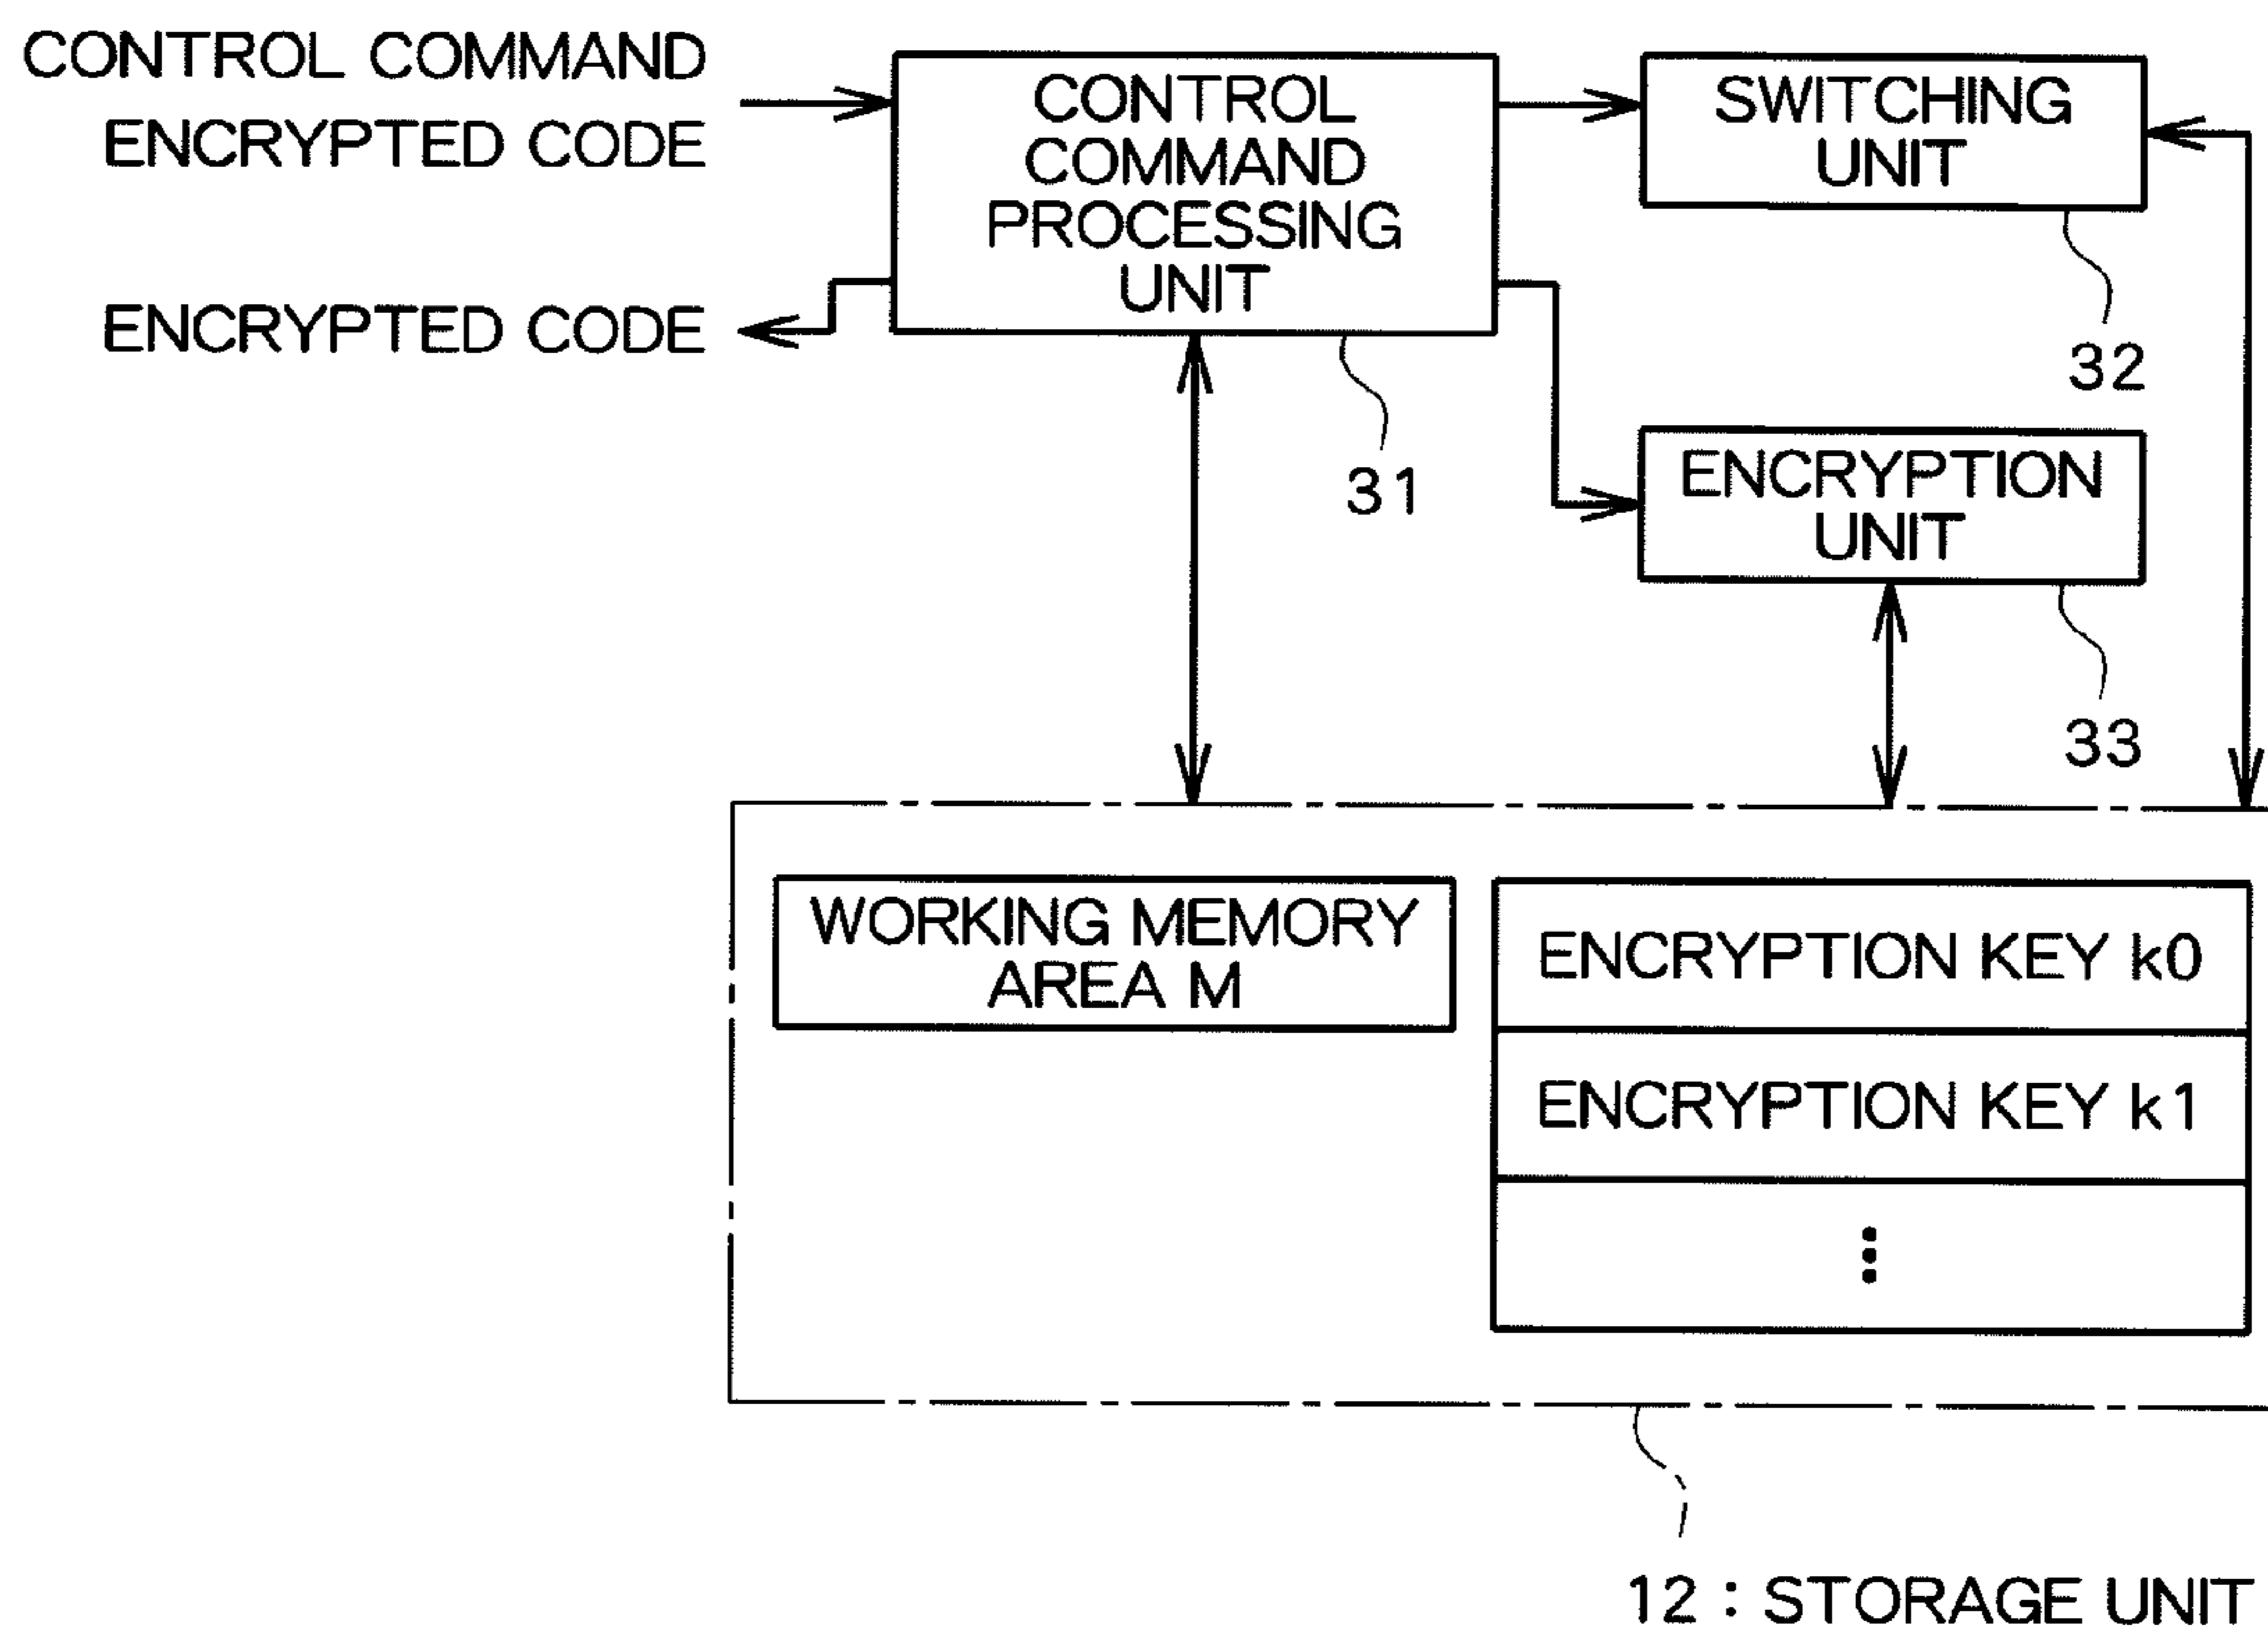 CONTROL COMMAND
ENCRYPTED CODE
ENCRYPTED CODE
CONTROL
COMMAND
PROCESSING
UNIT
31
SWITCHING
UNIT
32
ENCRYPTION
UNIT
33
WORKING MEMORY
AREA M
ENCRYPTION KEY k0
ENCRYPTION KEY k1
⋮
12 : STORAGE UNIT